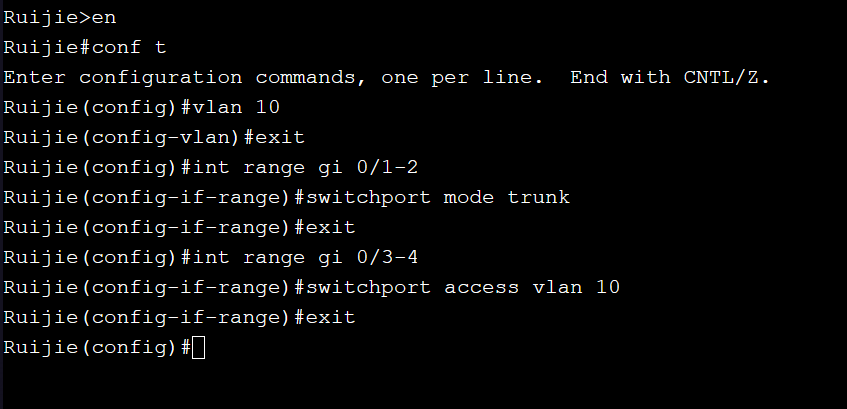 Ruijie>en
Ruijie#conf t
Enter configuration commands, one per line.  End with CNTL/Z.
Ruijie(config)#vlan 10
Ruijie(config-vlan)#exit
Ruijie(config)#int range gi 0/1-2
Ruijie(config-if-range)#switchport mode trunk
Ruijie(config-if-range)#exit
Ruijie(config)#int range gi 0/3-4
Ruijie(config-if-range)#switchport access vlan 10
Ruijie(config-if-range)#exit
Ruijie(config)#